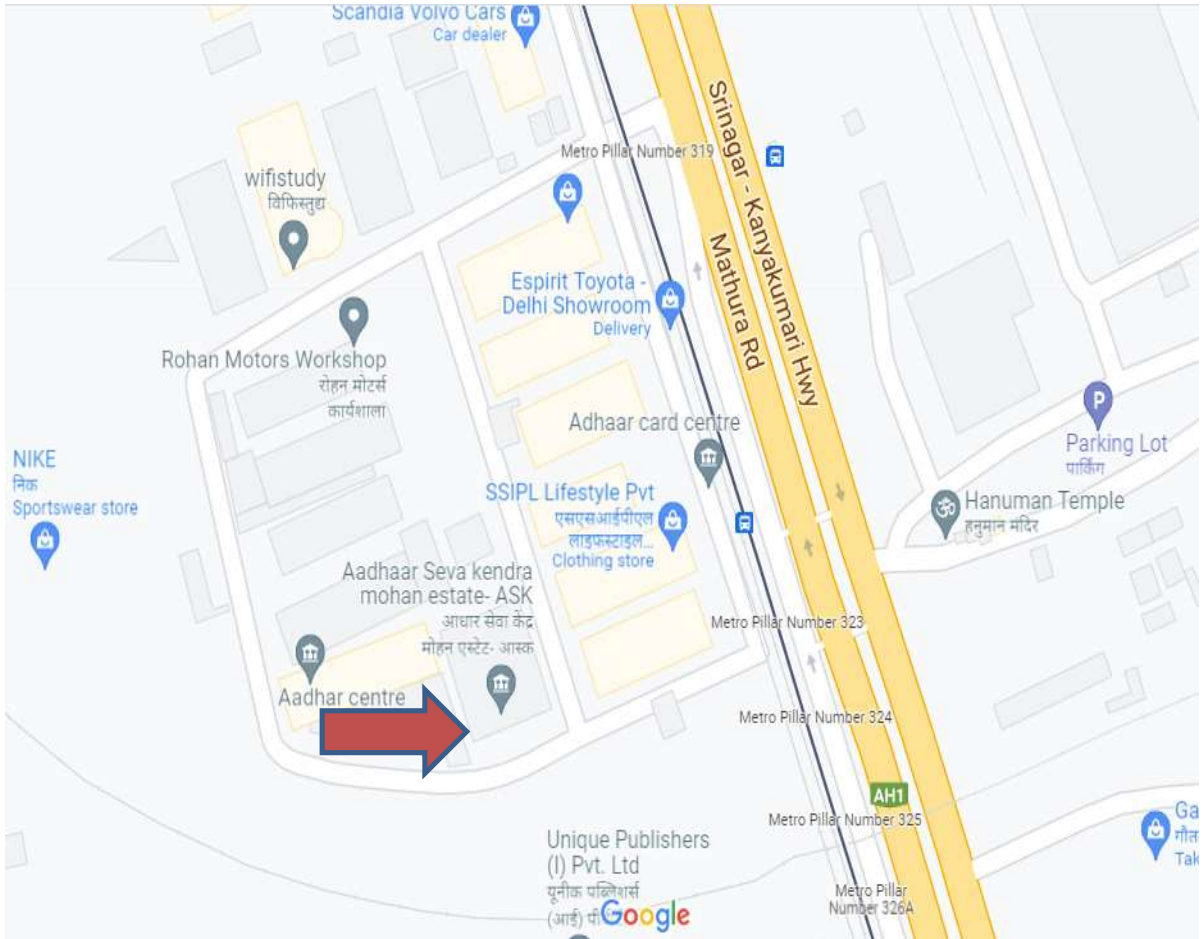 Scandia Volvo Cars
Car dealer
Srinagar - Kanyakumari Hwy
Metro Pillar Number 319
wifistudy
विफिस्तुद्य
Mathura Rd
Espirit Toyota -
Delhi Showroom
Delivery
Rohan Motors Workshop
रोहन मोटर्स
कार्यशाला
Adhaar card centre
P
Parking Lot
पार्किंग
NIKE
निक
Sportswear store
SSIPL Lifestyle Pvt
एसएसआईपीएल
लाइफस्टाइल...
Clothing store
ॐ
Hanuman Temple
हनुमान मंदिर
Aadhaar Seva kendra
mohan estate- ASK
आधार सेवा केंद्र
मोहन एस्टेट- आस्क
Metro Pillar Number 323
Aadhar centre
Metro Pillar Number 324
AH1
Metro Pillar Number 325
Ga
गौत
Tak
Unique Publishers
(I) Pvt. Ltd
यूनीक पब्लिशर्स
(आई) पी
Google
Metro Pillar
Number 326A